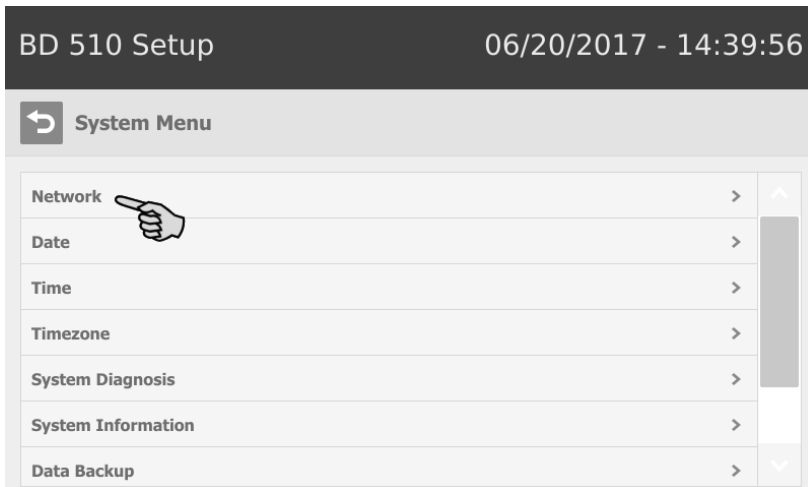 BD 510 Setup 06/20/2017 - 14:39:56
System Menu
Network
Date
Time
Timezone
System Diagnosis
System Information
Data Backup